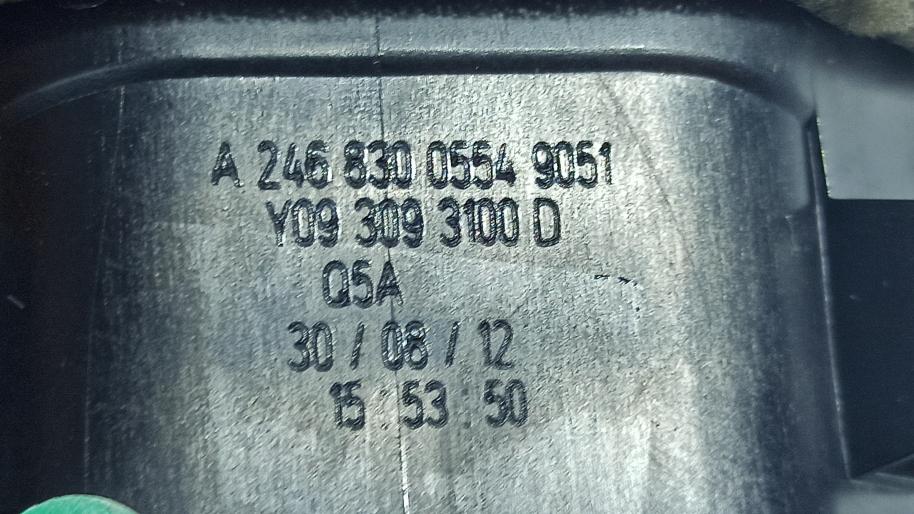 A 246 830 0554 9051
Y09 309 3100 D
Q5A
30 / 08 / 12
15 : 53 : 50